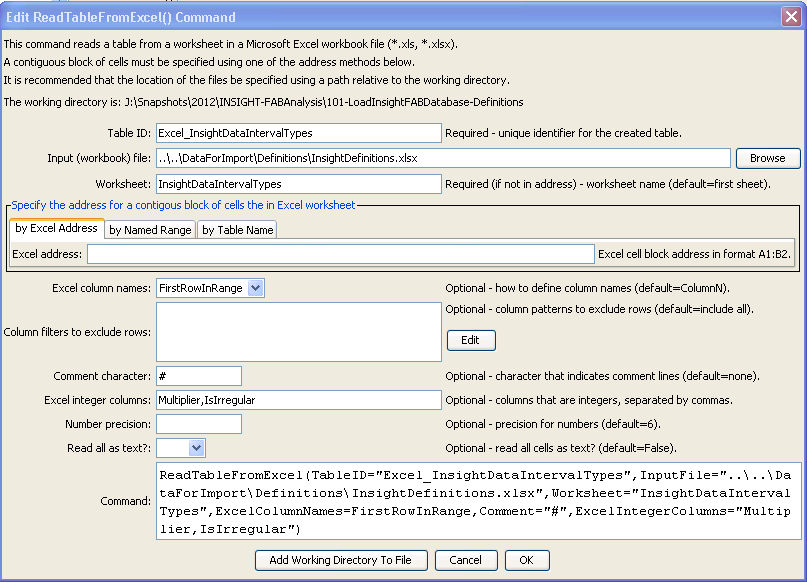 Edit ReadTableFromExcel() Command
This command reads a table from a worksheet in a Microsoft Excel workbook file (*.xls, *.xlsx).
A contiguous block of cells must be specified using one of the address methods below.
It is recommended that the location of the files be specified using a path relative to the working directory.
The working directory is: J:\Snapshots\2012\INSIGHT-FABAnalysis\101-LoadInsightFABDatabase-Definitions
Table ID: Excel_InsightDataIntervalTypes Required - unique identifier for the created table.
Input (workbook) file: ..\..\DataForImport\Definitions\InsightDefinitions.xlsx Browse
Worksheet: InsightDataIntervalTypes Required (if not in address) - worksheet name (default=first sheet).
Specify the address for a contigous block of cells the in Excel worksheet
by Excel Address by Named Range by Table Name
Excel address: Excel cell block address in format A1:B2.
Excel column names: FirstRowInRange Optional - how to define column names (default=ColumnN).
Column filters to exclude rows: Optional - column patterns to exclude rows (default=include all).
Edit
Comment character: # Optional - character that indicates comment lines (default=none).
Excel integer columns: Multiplier,IsIrregular Optional - columns that are integers, separated by commas.
Number precision: Optional - precision for numbers (default=6).
Read all as text?: Optional - read all cells as text? (default=False).
Command: ReadTableFromExcel(TableID="Excel_InsightDataIntervalTypes",InputFile="..\..\D
ataForImport\Definitions\InsightDefinitions.xlsx",Worksheet="InsightDataInterval
Types",ExcelColumnNames=FirstRowInRange,Comment="#",ExcelIntegerColumns="Multip
lier,IsIrregular")
Add Working Directory To File Cancel OK